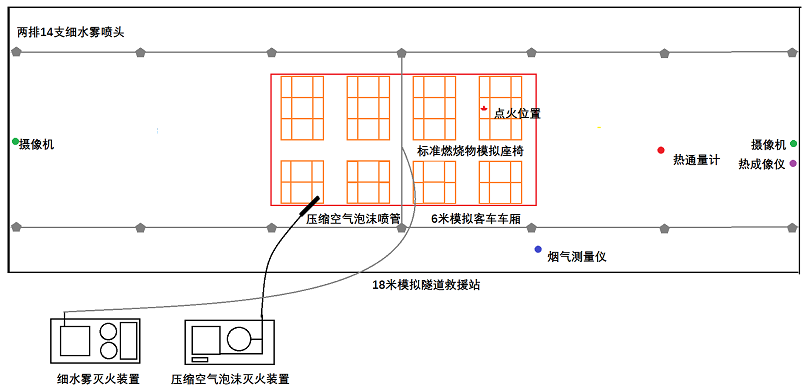 两排14支细水雾喷头
点火位置
摄像机
标准燃烧物模拟座椅
摄像机
热通量计
热成像仪
压缩空气泡沫喷管
6米模拟客车车厢
烟气测量仪
18米模拟隧道救援站
细水雾灭火装置
压缩空气泡沫灭火装置